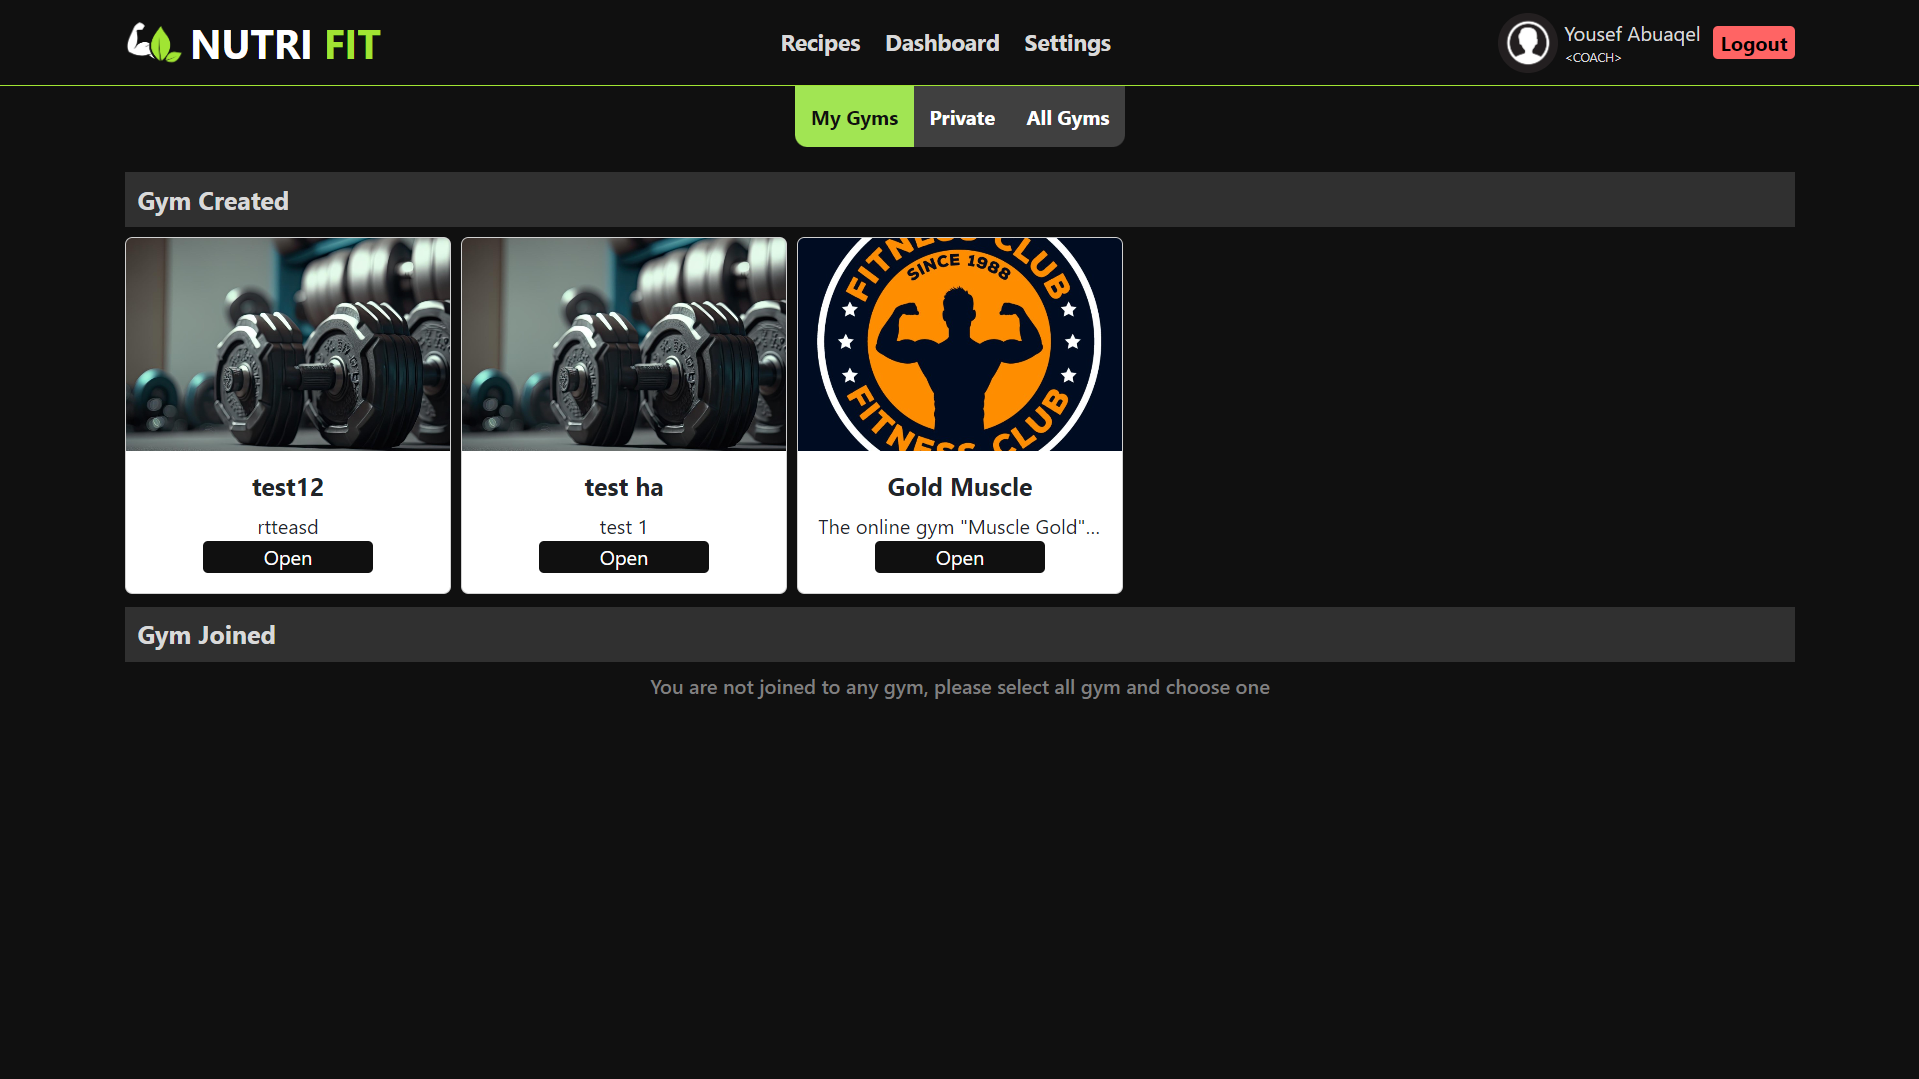 NUTRI FIT
Recipes Dashboard Settings
Yousef Abuaqel
<COACH>
Logout
My Gyms Private All Gyms
Gym Created
FITNESS CLUB
SINCE 1988
FITNESS CLUB
test12
rtteasd
Open
test ha
test 1
Open
Gold Muscle
The online gym "Muscle Gold"...
Open
Gym Joined
You are not joined to any gym, please select all gym and choose one